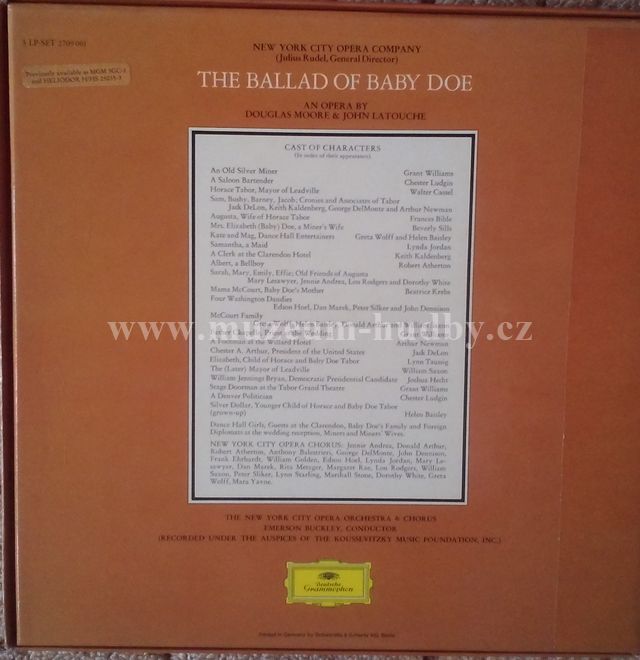 3 LP-SET 2709 061
Previously available as MGM 3GC-1
and HELIODOR H/HS 25035-3
NEW YORK CITY OPERA COMPANY
(Julius Rudel, General Director)
THE BALLAD OF BABY DOE
AN OPERA BY
DOUGLAS MOORE & JOHN LATOUCHE
CAST OF CHARACTERS
(In order of their appearance)
An Old Silver Miner Grant Williams
A Saloon Bartender Chester Ludgin
Horace Tabor, Mayor of Leadville Walter Cassel
Sam, Bushy, Barney, Jacob; Cronies and Associates of Tabor
Jack DeLon, Keith Kaldenberg, George DelMonte and Arthur Newman
Augusta, Wife of Horace Tabor Frances Bible
Mrs. Elizabeth (Baby) Doe, a Miner's Wife Beverly Sills
Kate and Mag, Dance Hall Entertainers Greta Wolff and Helen Baisley
Samantha, a Maid Lynda Jordan
A Clerk at the Clarendon Hotel Keith Kaldenberg
Albert, a Bellboy Robert Atherton
Sarah, Mary, Emily, Effie; Old Friends of Augusta
Mary Lesawyer, Jennie Andrea, Lou Rodgers and Dorothy White
Mama McCourt, Baby Doe's Mother Beatrice Krebs
Four Washington Dandies
Edson Hoel, Dan Marek, Peter Sliker and John Dennison
McCourt Family
www.muzeum-hudby.cz
Hotel Arthur Newman
Chester A. Arthur, President of the United States Jack DeLon
Elizabeth, Child of Horace and Baby Doe Tabor Lynn Taussig
The (Later) Mayor of Leadville William Saxon
William Jennings Bryan, Democratic Presidential Candidate Joshua Hecht
Stage Doorman at the Tabor Grand Theatre Grant Williams
A Denver Politician Chester Ludgin
Silver Dollar, Younger Child of Horace and Baby Doe Tabor
(grown-up) Helen Baisley
Dance Hall Girls, Guests at the Clarendon, Baby Doe's Family and Foreign
Diplomats at the wedding reception, Miners and Miners' Wives.
NEW YORK CITY OPERA CHORUS: Jennie Andrea, Donald Arthur,
Robert Atherton, Anthony Balestrieri, George DelMonte, John Dennison,
Frank Ehrhardt, William Golden, Edson Hoel, Lynda Jordan, Mary Le-
sawyer, Dan Marek, Rita Metzger, Margaret Rae, Lou Rodgers, William
Saxon, Peter Sliker, Lynn Starling, Marshall Stone, Dorothy White, Greta
Wolff, Mara Yavne.
THE NEW YORK CITY OPERA ORCHESTRA & CHORUS
EMERSON BUCKLEY, CONDUCTOR
(RECORDED UNDER THE AUSPICES OF THE KOUSSEVITZKY MUSIC FOUNDATION, INC.)
Deutsche
Grammophon
Printed in Germany by